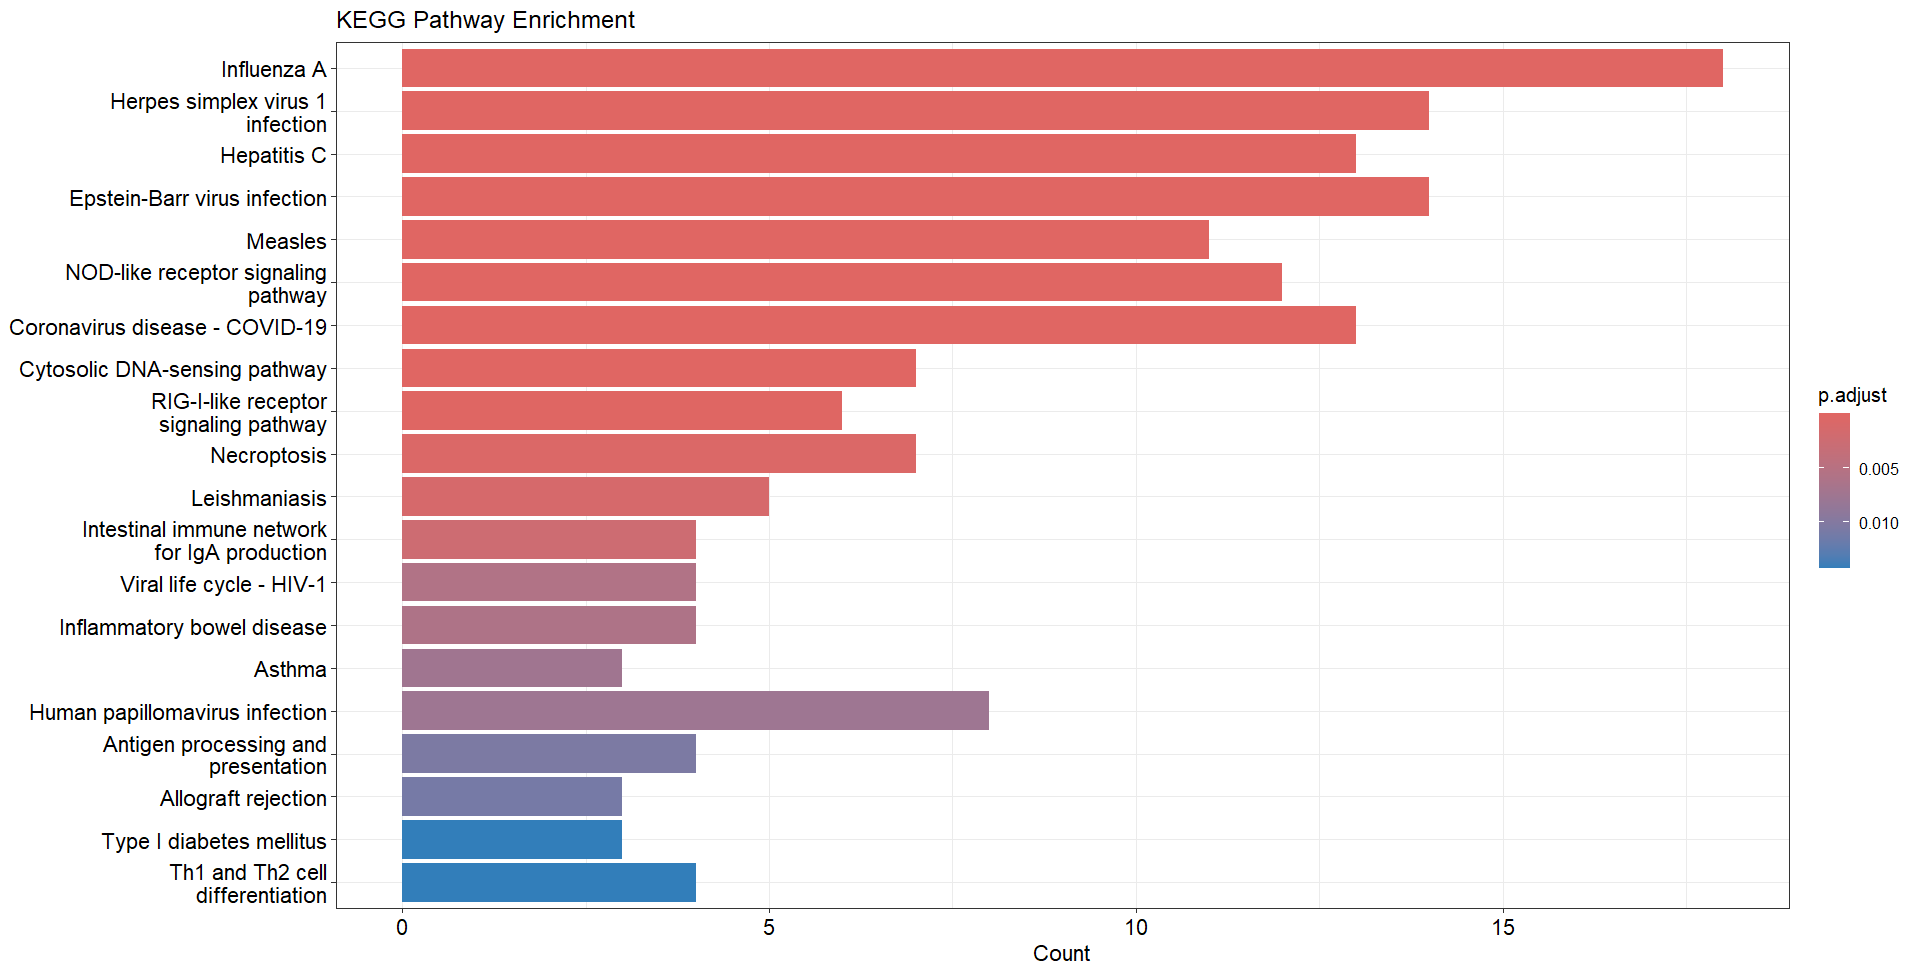 KEGG Pathway Enrichment
Influenza A
Herpes simplex virus 1
infection
Hepatitis C
Epstein-Barr virus infection
Measles
NOD-like receptor signaling
pathway
Coronavirus disease - COVID-19
Cytosolic DNA-sensing pathway
RIG-I-like receptor
signaling pathway
Necroptosis
Leishmaniasis
Intestinal immune network
for IgA production
Viral life cycle - HIV-1
Inflammatory bowel disease
Asthma
Human papillomavirus infection
Antigen processing and
presentation
Allograft rejection
Type I diabetes mellitus
Th1 and Th2 cell
differentiation
0 5 10 15
Count
p.adjust
0.005
0.010